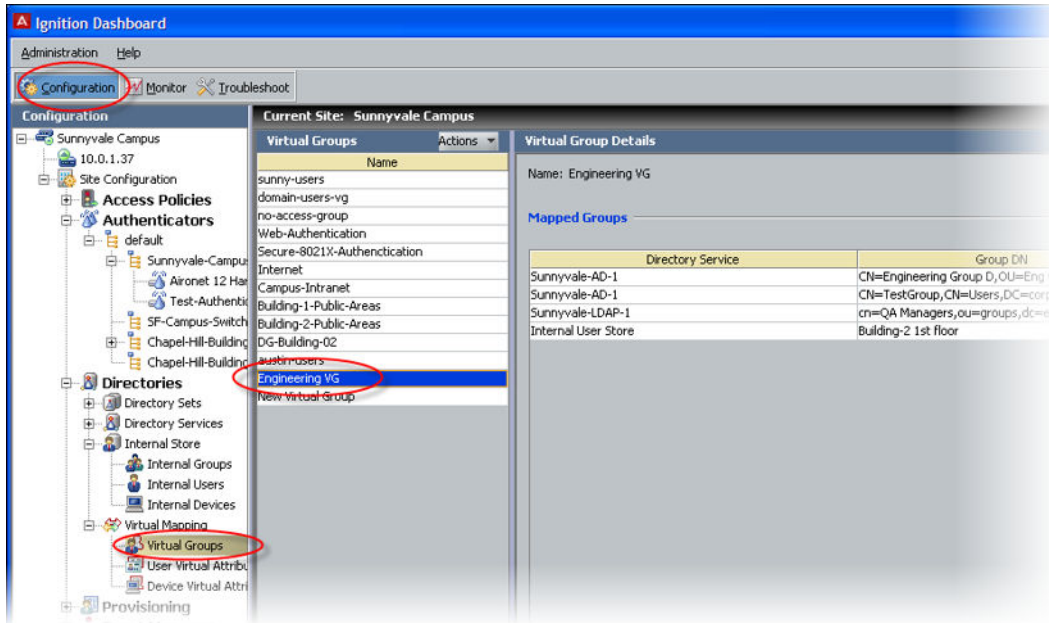 Ignition Dashboard
Administration Help
Configuration Monitor Troubleshoot
Configuration
Sunnyvale Campus
10.0.1.37
Site Configuration
Access Policies
Authenticators
default
Sunnyvale-Campu
Aironet 12 Har
Test-Authentic
SF-Campus-Switch
Chapel-Hill-Building
Chapel-Hill-Building
Directories
Directory Sets
Directory Services
Internal Store
Internal Groups
Internal Users
Internal Devices
Virtual Mapping
Virtual Groups
User Virtual Attribu
Device Virtual Attri
Provisioning
Current Site: Sunnyvale Campus
Virtual Groups Actions
Name
sunny-users
domain-users-vg
no-access-group
Web-Authentication
Secure-8021X-Authenctication
Internet
Campus-Intranet
Building-1-Public-Areas
Building-2-Public-Areas
DG-Building-02
austin-users
Engineering VG
New Virtual Group
Virtual Group Details
Name: Engineering VG
Mapped Groups
Directory Service Group DN
Sunnyvale-AD-1 CN=Engineering Group D,OU=Eng
Sunnyvale-AD-1 CN=TestGroup,CN=Users,DC=corp
Sunnyvale-LDAP-1 cn=QA Managers,ou=groups,dc=e
Internal User Store Building-2 1st floor